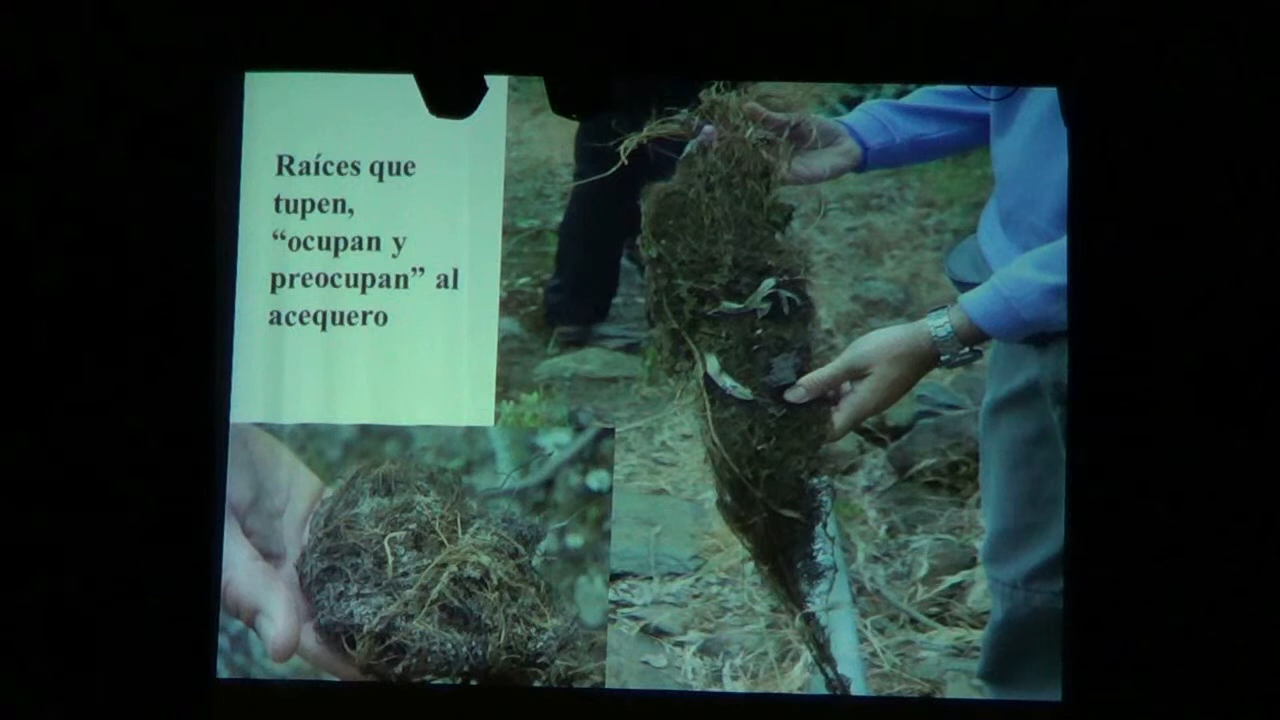 Raíces que
tupen,
“ocupan y
preocupan” al
acequero